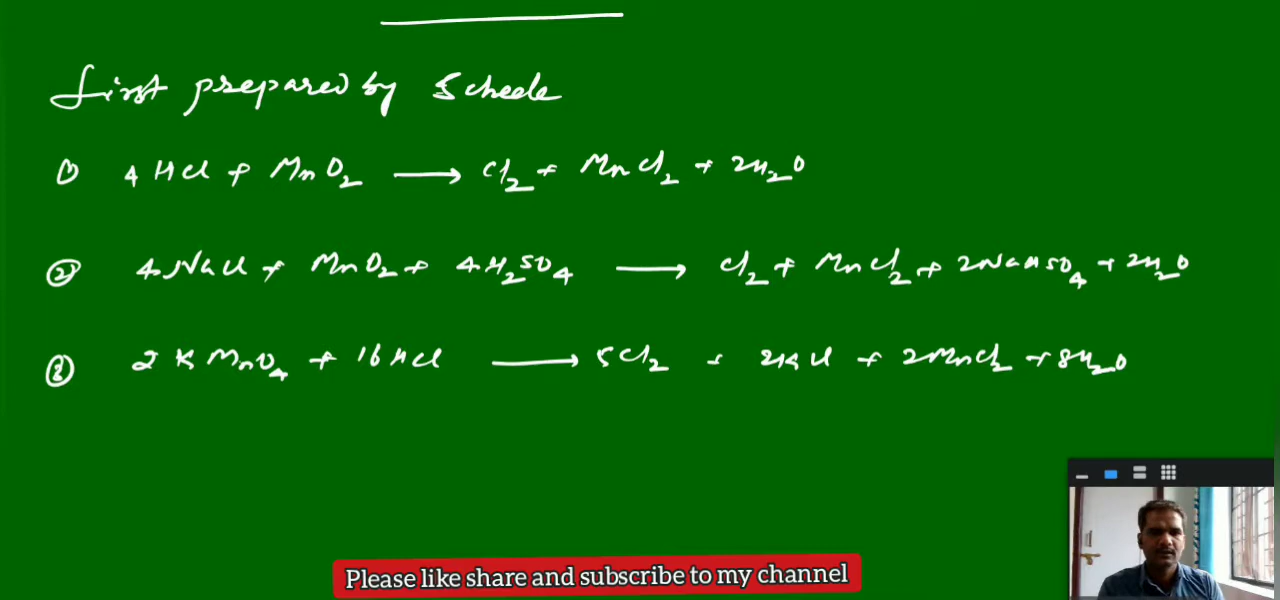 First prepared by Scheele
① 4HCl + MnO₂ ⟶ Cl₂ + MnCl₂ + 2H₂O
② 4NaCl + MnO₂ + 4H₂SO₄ ⟶ Cl₂ + MnCl₂ + 2NaHSO₄ + 2H₂O
③ 2KMnO₄ + 16HCl ⟶ 5Cl₂ + 2KCl + 2MnCl₂ + 8H₂O
Please like share and subscribe to my channel